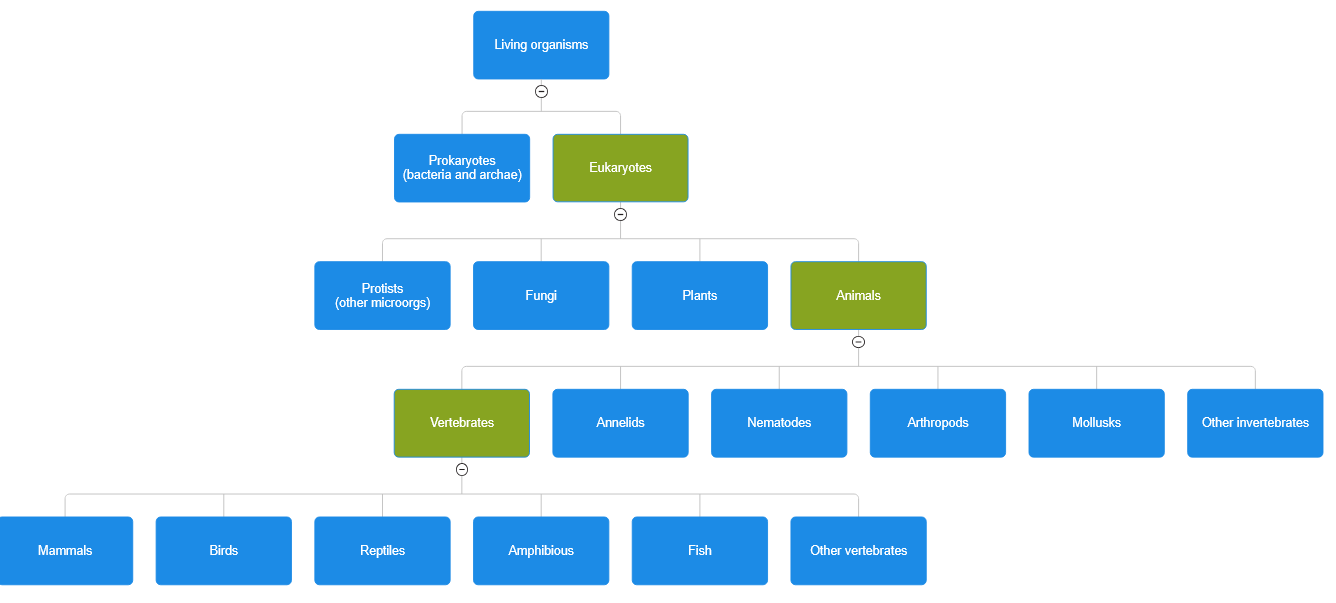 Living organisms
Prokaryotes
(bacteria and archae)
Eukaryotes
Protists
(other microorgs)
Fungi
Plants
Animals
Vertebrates
Annelids
Nematodes
Arthropods
Mollusks
Other invertebrates
Mammals
Birds
Reptiles
Amphibious
Fish
Other vertebrates